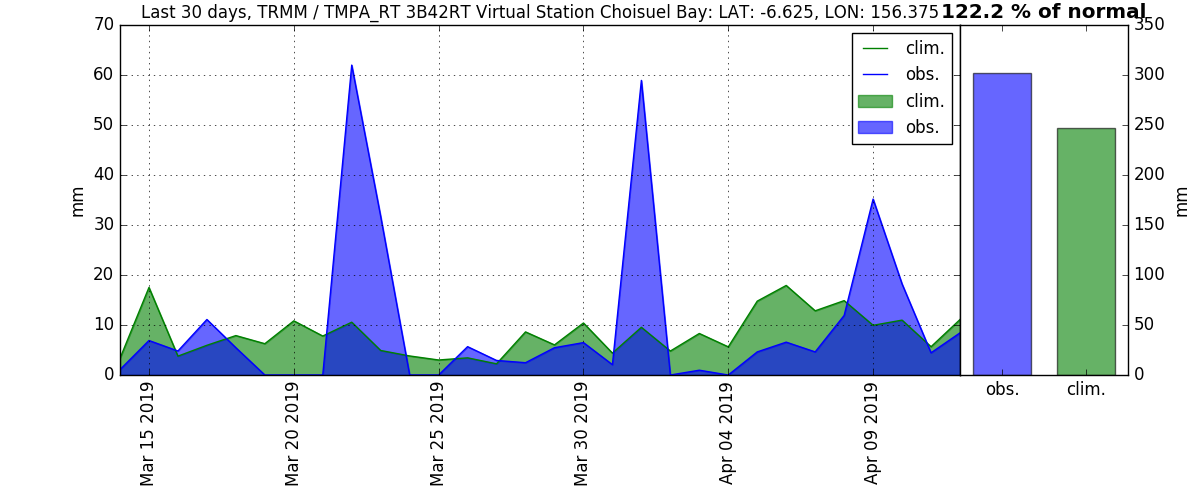 Last 30 days, TRMM / TMPA_RT 3B42RT Virtual Station Choisuel Bay: LAT: -6.625, LON: 156.375 122.2 % of normal
70
60
50
40
30
20
10
0
mm
clim.
obs.
clim.
obs.
350
300
250
200
150
100
50
0
mm
Mar 15 2019
Mar 20 2019
Mar 25 2019
Mar 30 2019
Apr 04 2019
Apr 09 2019
obs.
clim.